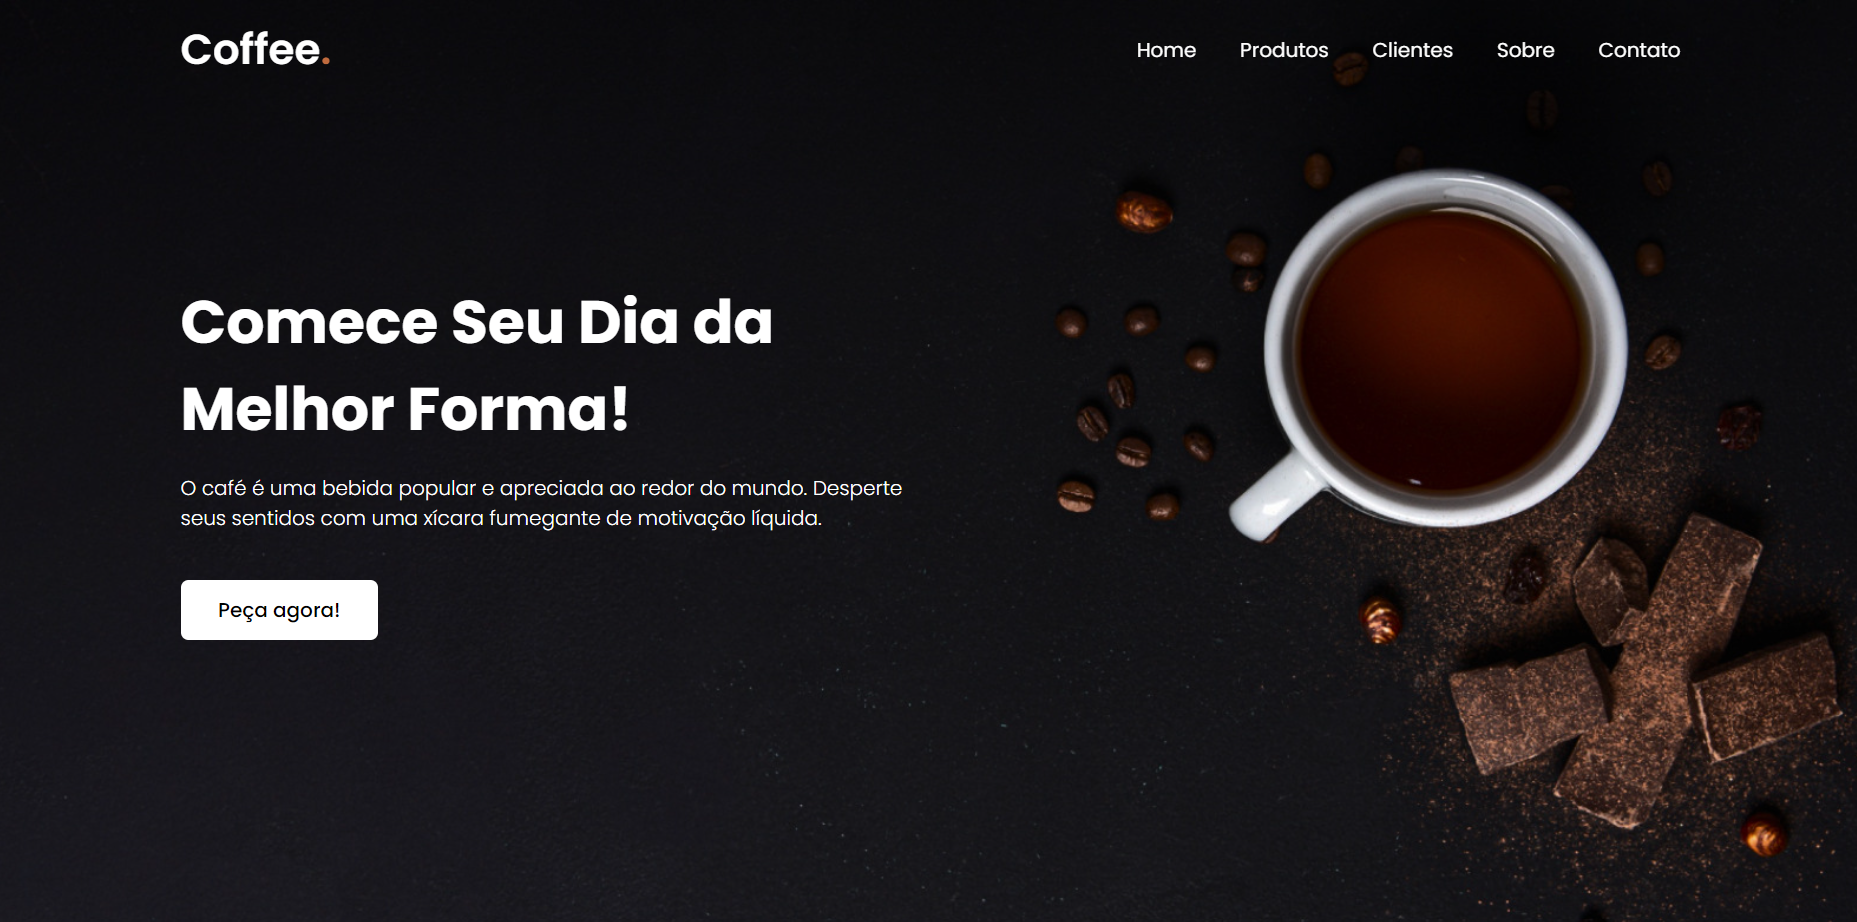 Coffee.
Home Produtos Clientes Sobre Contato
Comece Seu Dia da
Melhor Forma!
O café é uma bebida popular e apreciada ao redor do mundo. Desperte
seus sentidos com uma xícara fumegante de motivação líquida.
Peça agora!